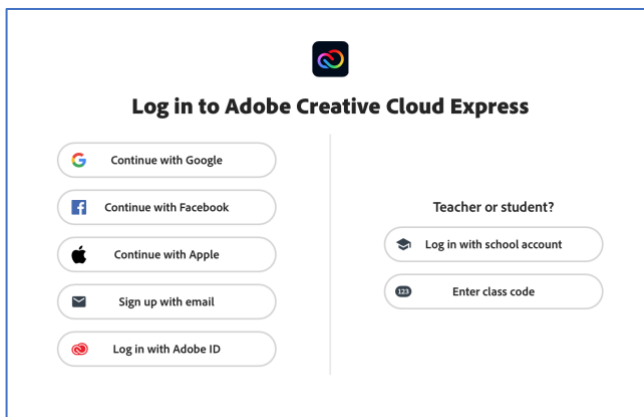 Log in to Adobe Creative Cloud Express
Continue with Google
Continue with Facebook
Continue with Apple
Sign up with email
Log in with Adobe ID
Teacher or student?
Log in with school account
123
Enter class code